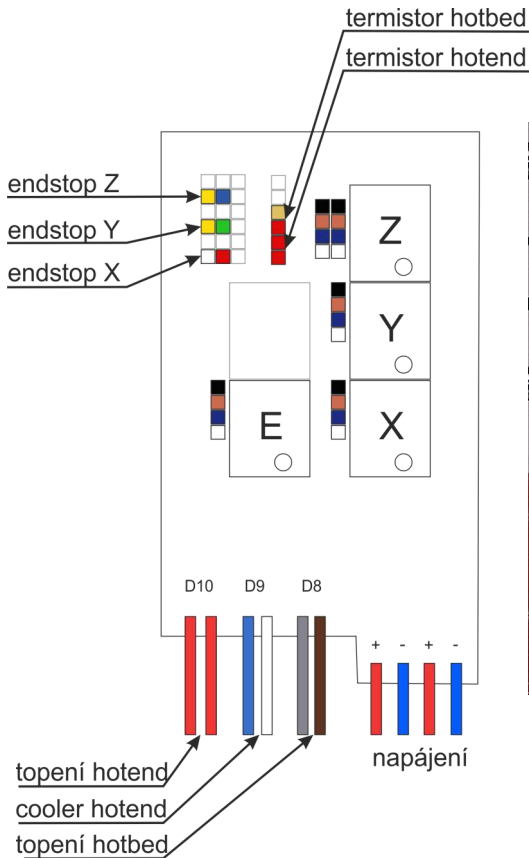 termistor hotbed
termistor hotend
endstop Z
endstop Y
endstop X
Z
Y
E
X
D10 D9 D8
+ - + -
napájení
topení hotend
cooler hotend
topení hotbed